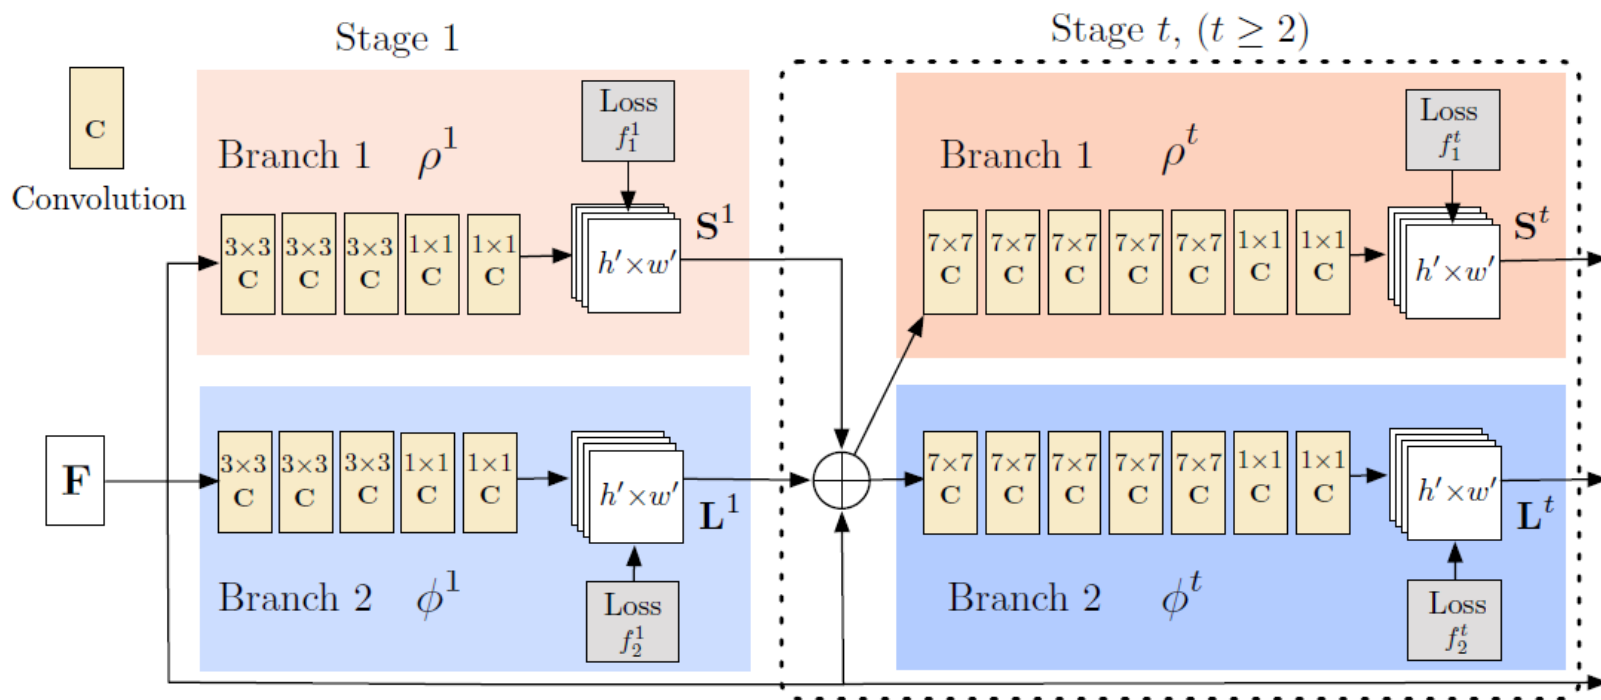 Stage 1
Stage t, (t ≥ 2)
C
Convolution
Branch 1 ρ¹
Loss
f₁¹
3×3 C
3×3 C
3×3 C
1×1 C
1×1 C
h′×w′
S¹
Branch 1 ρᵗ
Loss
f₁ᵗ
7×7 C
7×7 C
7×7 C
7×7 C
7×7 C
1×1 C
1×1 C
h′×w′
Sᵗ
F
3×3 C
3×3 C
3×3 C
1×1 C
1×1 C
h′×w′
L¹
Branch 2 ϕ¹
Loss
f₂¹
7×7 C
7×7 C
7×7 C
7×7 C
7×7 C
1×1 C
1×1 C
h′×w′
Lᵗ
Branch 2 ϕᵗ
Loss
f₂ᵗ